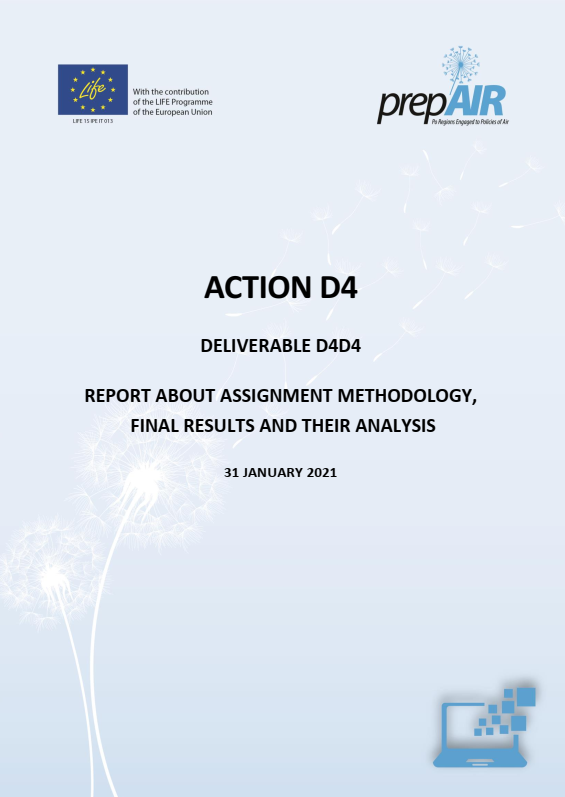 Life
LIFE 15 IPE IT 013
With the contribution
of the LIFE Programme
of the European Union
prepAIR
Po Regions Engaged to Policies of Air
ACTION D4
DELIVERABLE D4D4
REPORT ABOUT ASSIGNMENT METHODOLOGY,
FINAL RESULTS AND THEIR ANALYSIS
31 JANUARY 2021